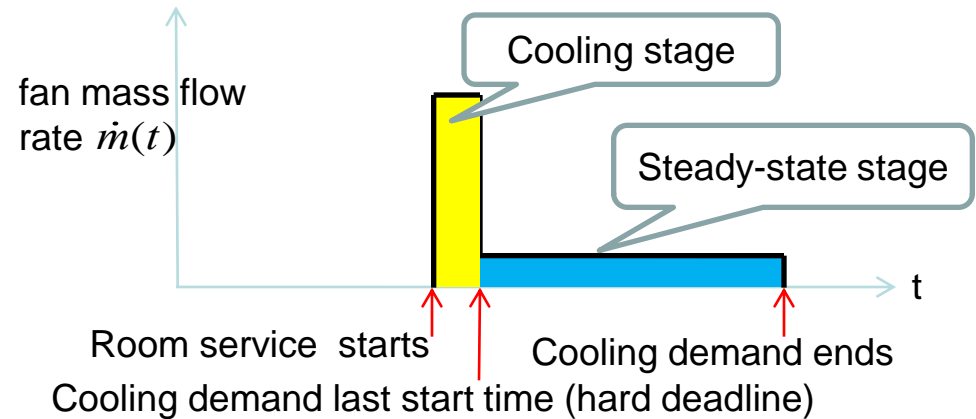 Cooling stage
fan mass flow
rate ṁ(t)
Steady-state stage
t
Room service starts
Cooling demand ends
Cooling demand last start time (hard deadline)